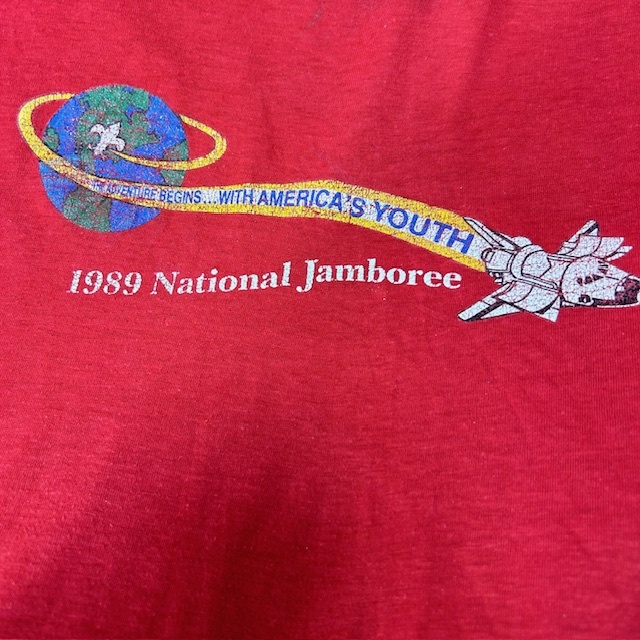 THE ADVENTURE BEGINS...WITH AMERICA'S YOUTH
1989 National Jamboree